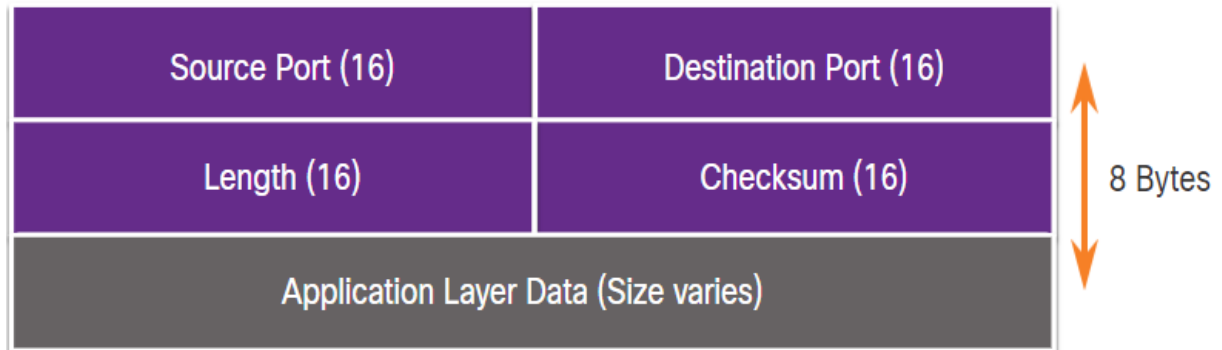 Source Port (16)
Destination Port (16)
Length (16)
Checksum (16)
8 Bytes
Application Layer Data (Size varies)